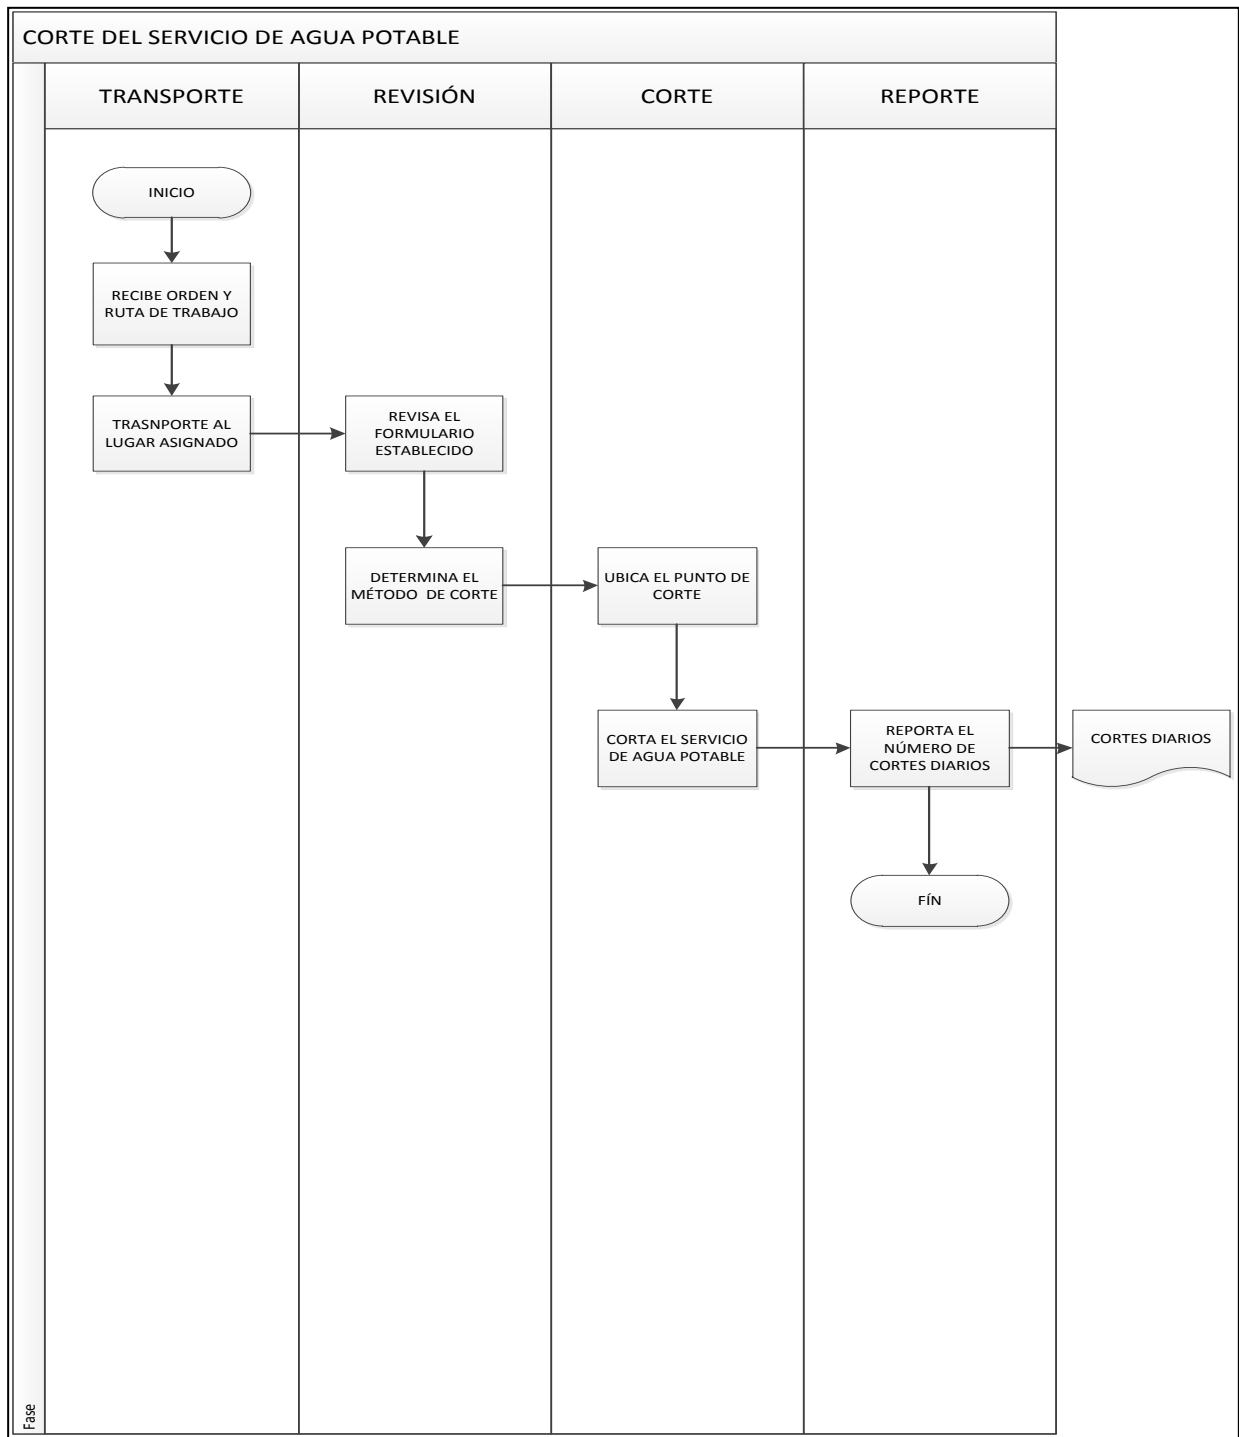 CORTE DEL SERVICIO DE AGUA POTABLE
TRANSPORTE
REVISIÓN
CORTE
REPORTE
INICIO
RECIBE ORDEN Y
RUTA DE TRABAJO
TRASNPORTE AL
LUGAR ASIGNADO
REVISA EL
FORMULARIO
ESTABLECIDO
DETERMINA EL
MÉTODO DE CORTE
UBICA EL PUNTO DE
CORTE
CORTA EL SERVICIO
DE AGUA POTABLE
REPORTA EL
NÚMERO DE
CORTES DIARIOS
CORTES DIARIOS
FÍN
Fase